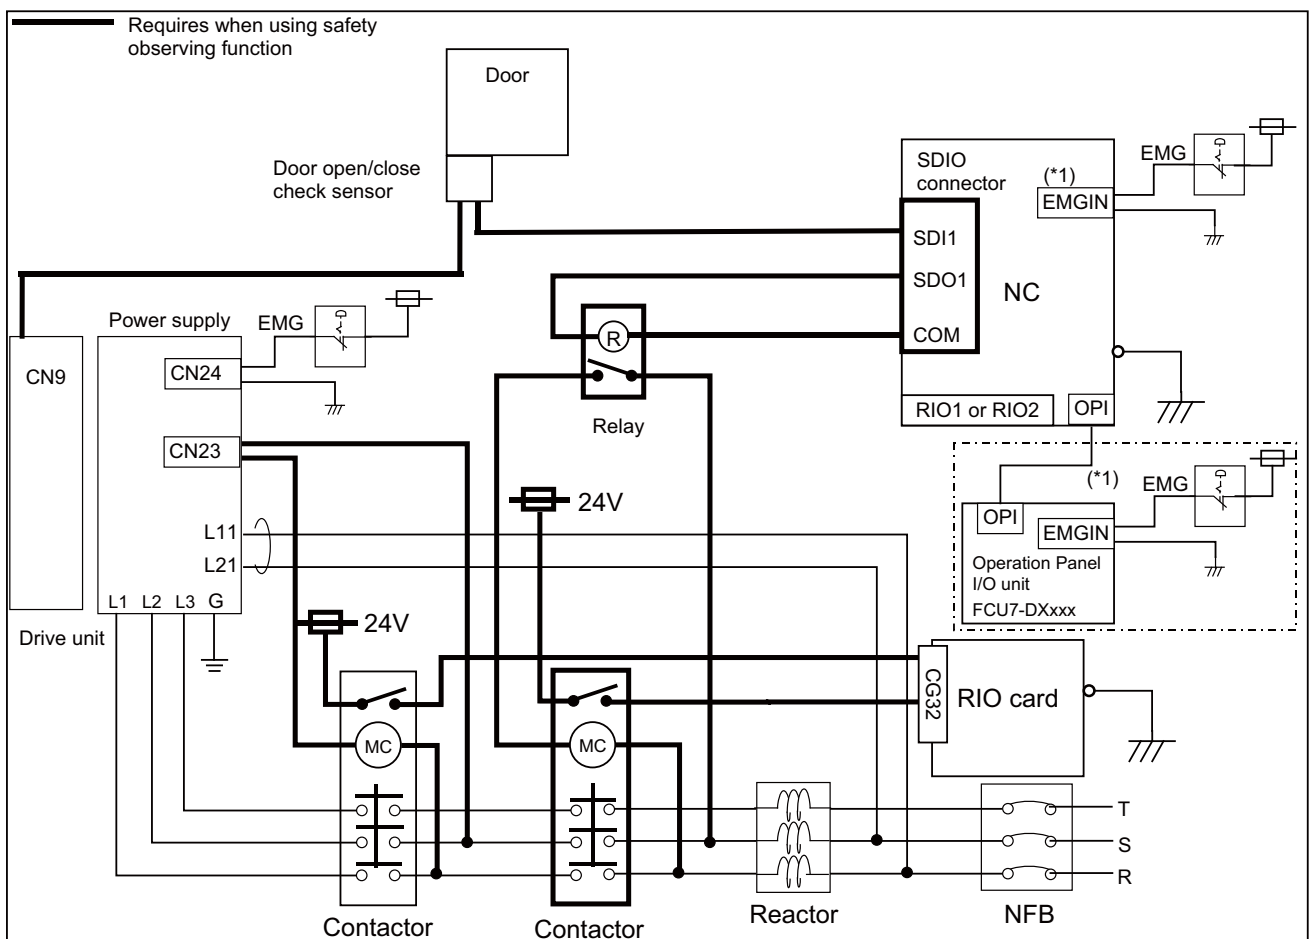 Requires when using safety
observing function
Door
Door open/close
check sensor
SDIO
connector
(*1)
EMGIN
EMG
SDI1
SDO1
COM
NC
RIO1 or RIO2
OPI
Power supply
EMG
CN9
CN24
CN23
R
Relay
24V
L11
L21
L1 L2 L3 G
Drive unit
24V
(*1)
EMG
OPI
EMGIN
Operation Panel
I/O unit
FCU7-DXxxx
CG32
RIO card
MC
MC
T
S
R
Contactor
Contactor
Reactor
NFB